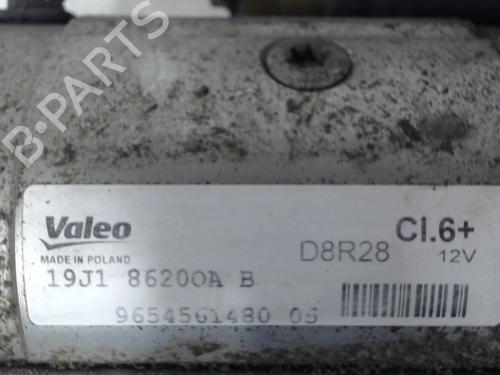 B-PARTS
Valeo
MADE IN POLAND
D8R28
Cl.6+
12V
19J1 86200A B
9654561480 05